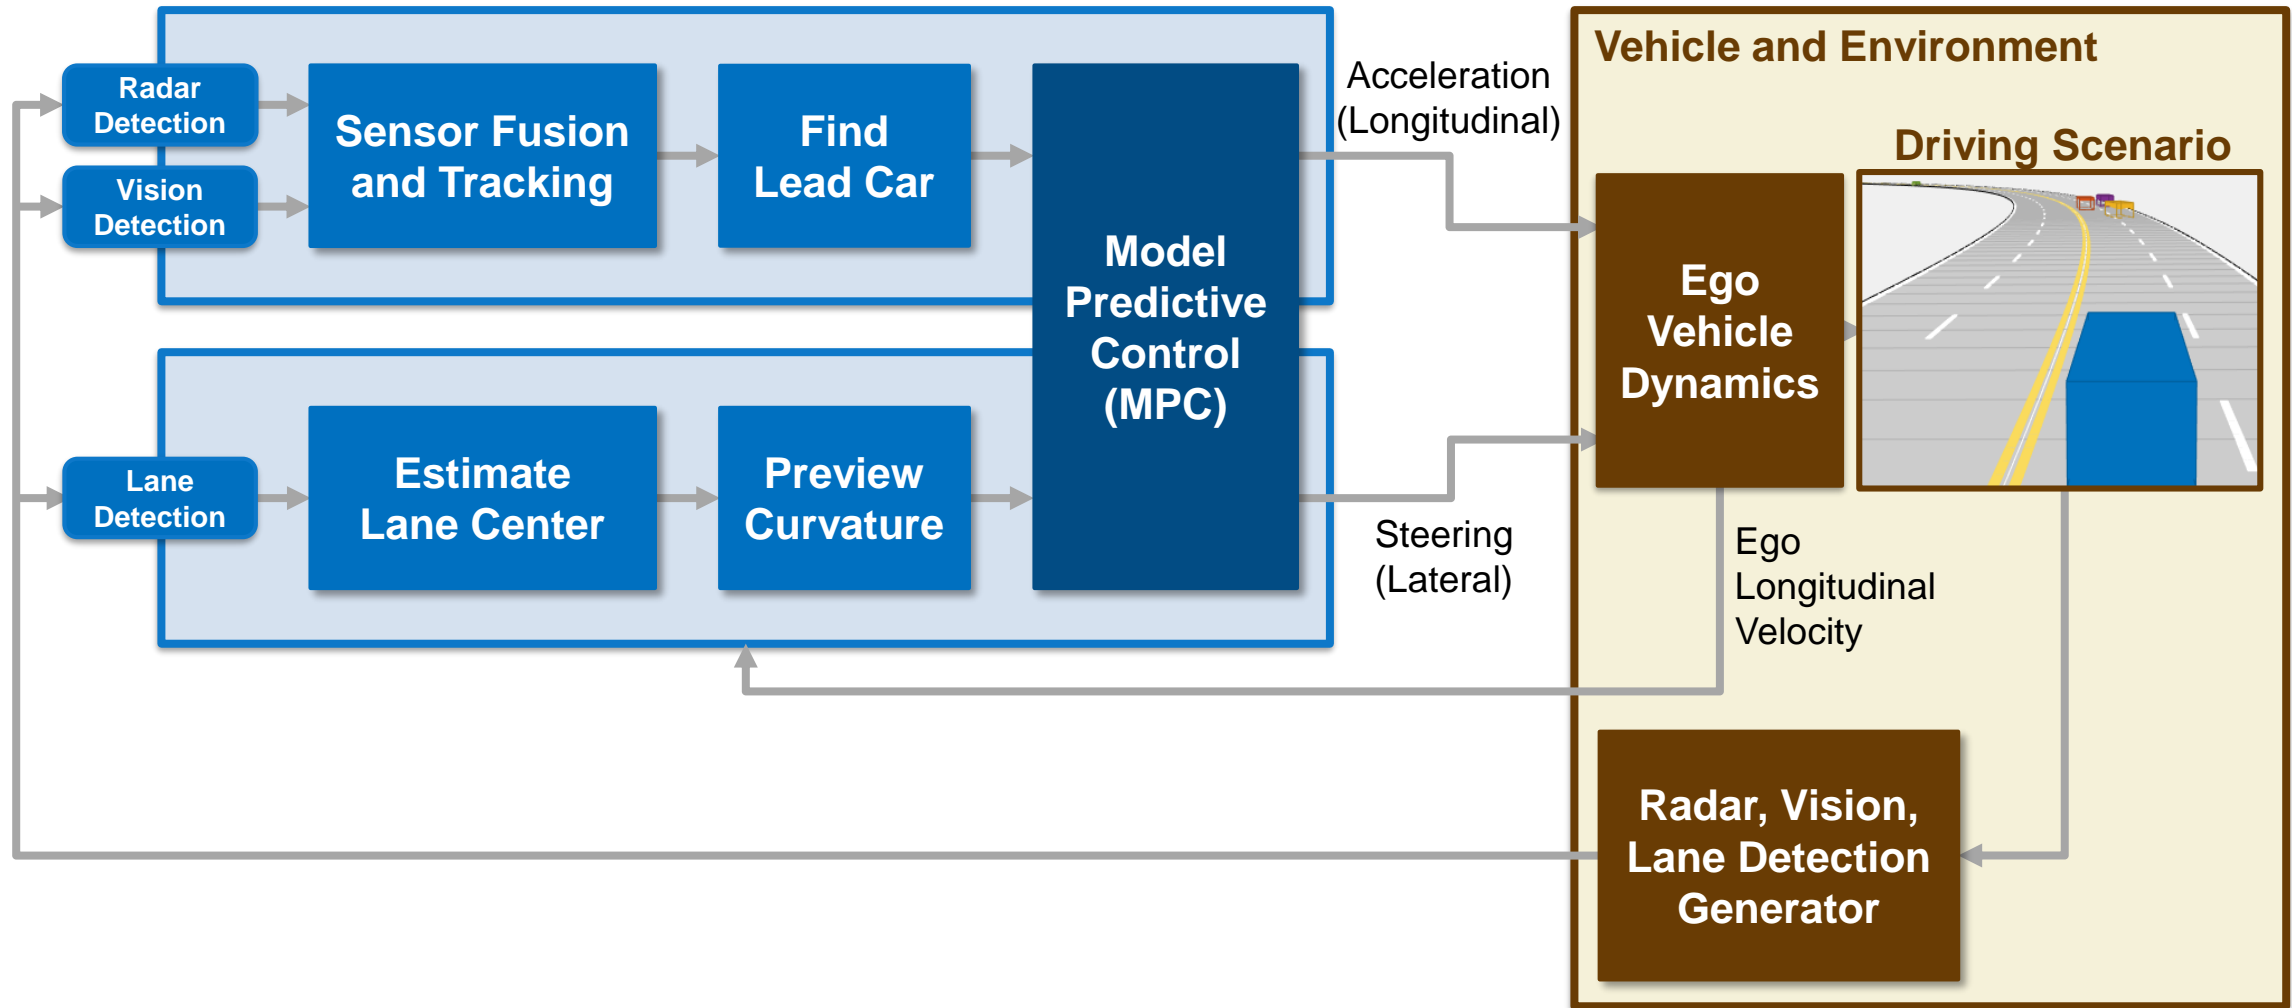 Radar
Detection
Vision
Detection
Sensor Fusion
and Tracking
Find
Lead Car
Model
Predictive
Control
(MPC)
Lane
Detection
Estimate
Lane Center
Preview
Curvature
Acceleration
(Longitudinal)
Steering
(Lateral)
Vehicle and Environment
Driving Scenario
Ego
Vehicle
Dynamics
Ego
Longitudinal
Velocity
Radar, Vision,
Lane Detection
Generator